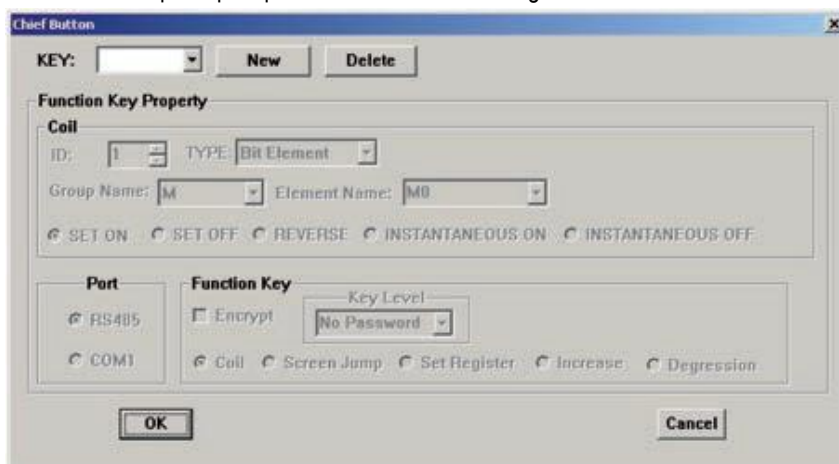 Chief Button
KEY: New Delete
Function Key Property
Coil
ID: 1 TYPE: Bit Element
Group Name: M Element Name: M0
SET ON SET OFF REVERSE INSTANTANEOUS ON INSTANTANEOUS OFF
Port
RS485
COM1
Function Key
Encrypt
Key Level
No Password
Coil Screen Jump Set Register Increase Degression
OK Cancel